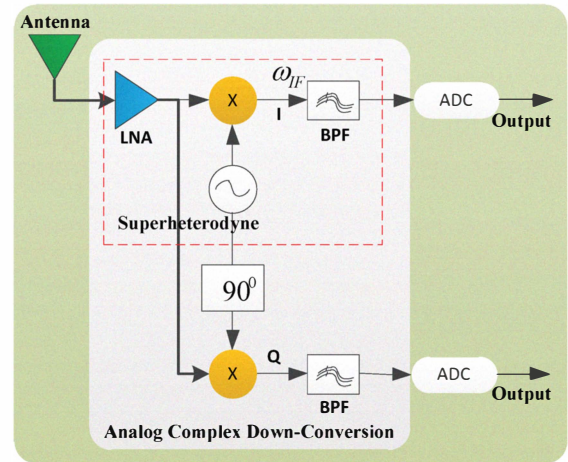 Antenna
ω_IF
X
I
LNA
BPF
ADC
Output
Superheterodyne
90⁰
X
Q
BPF
ADC
Output
Analog Complex Down-Conversion